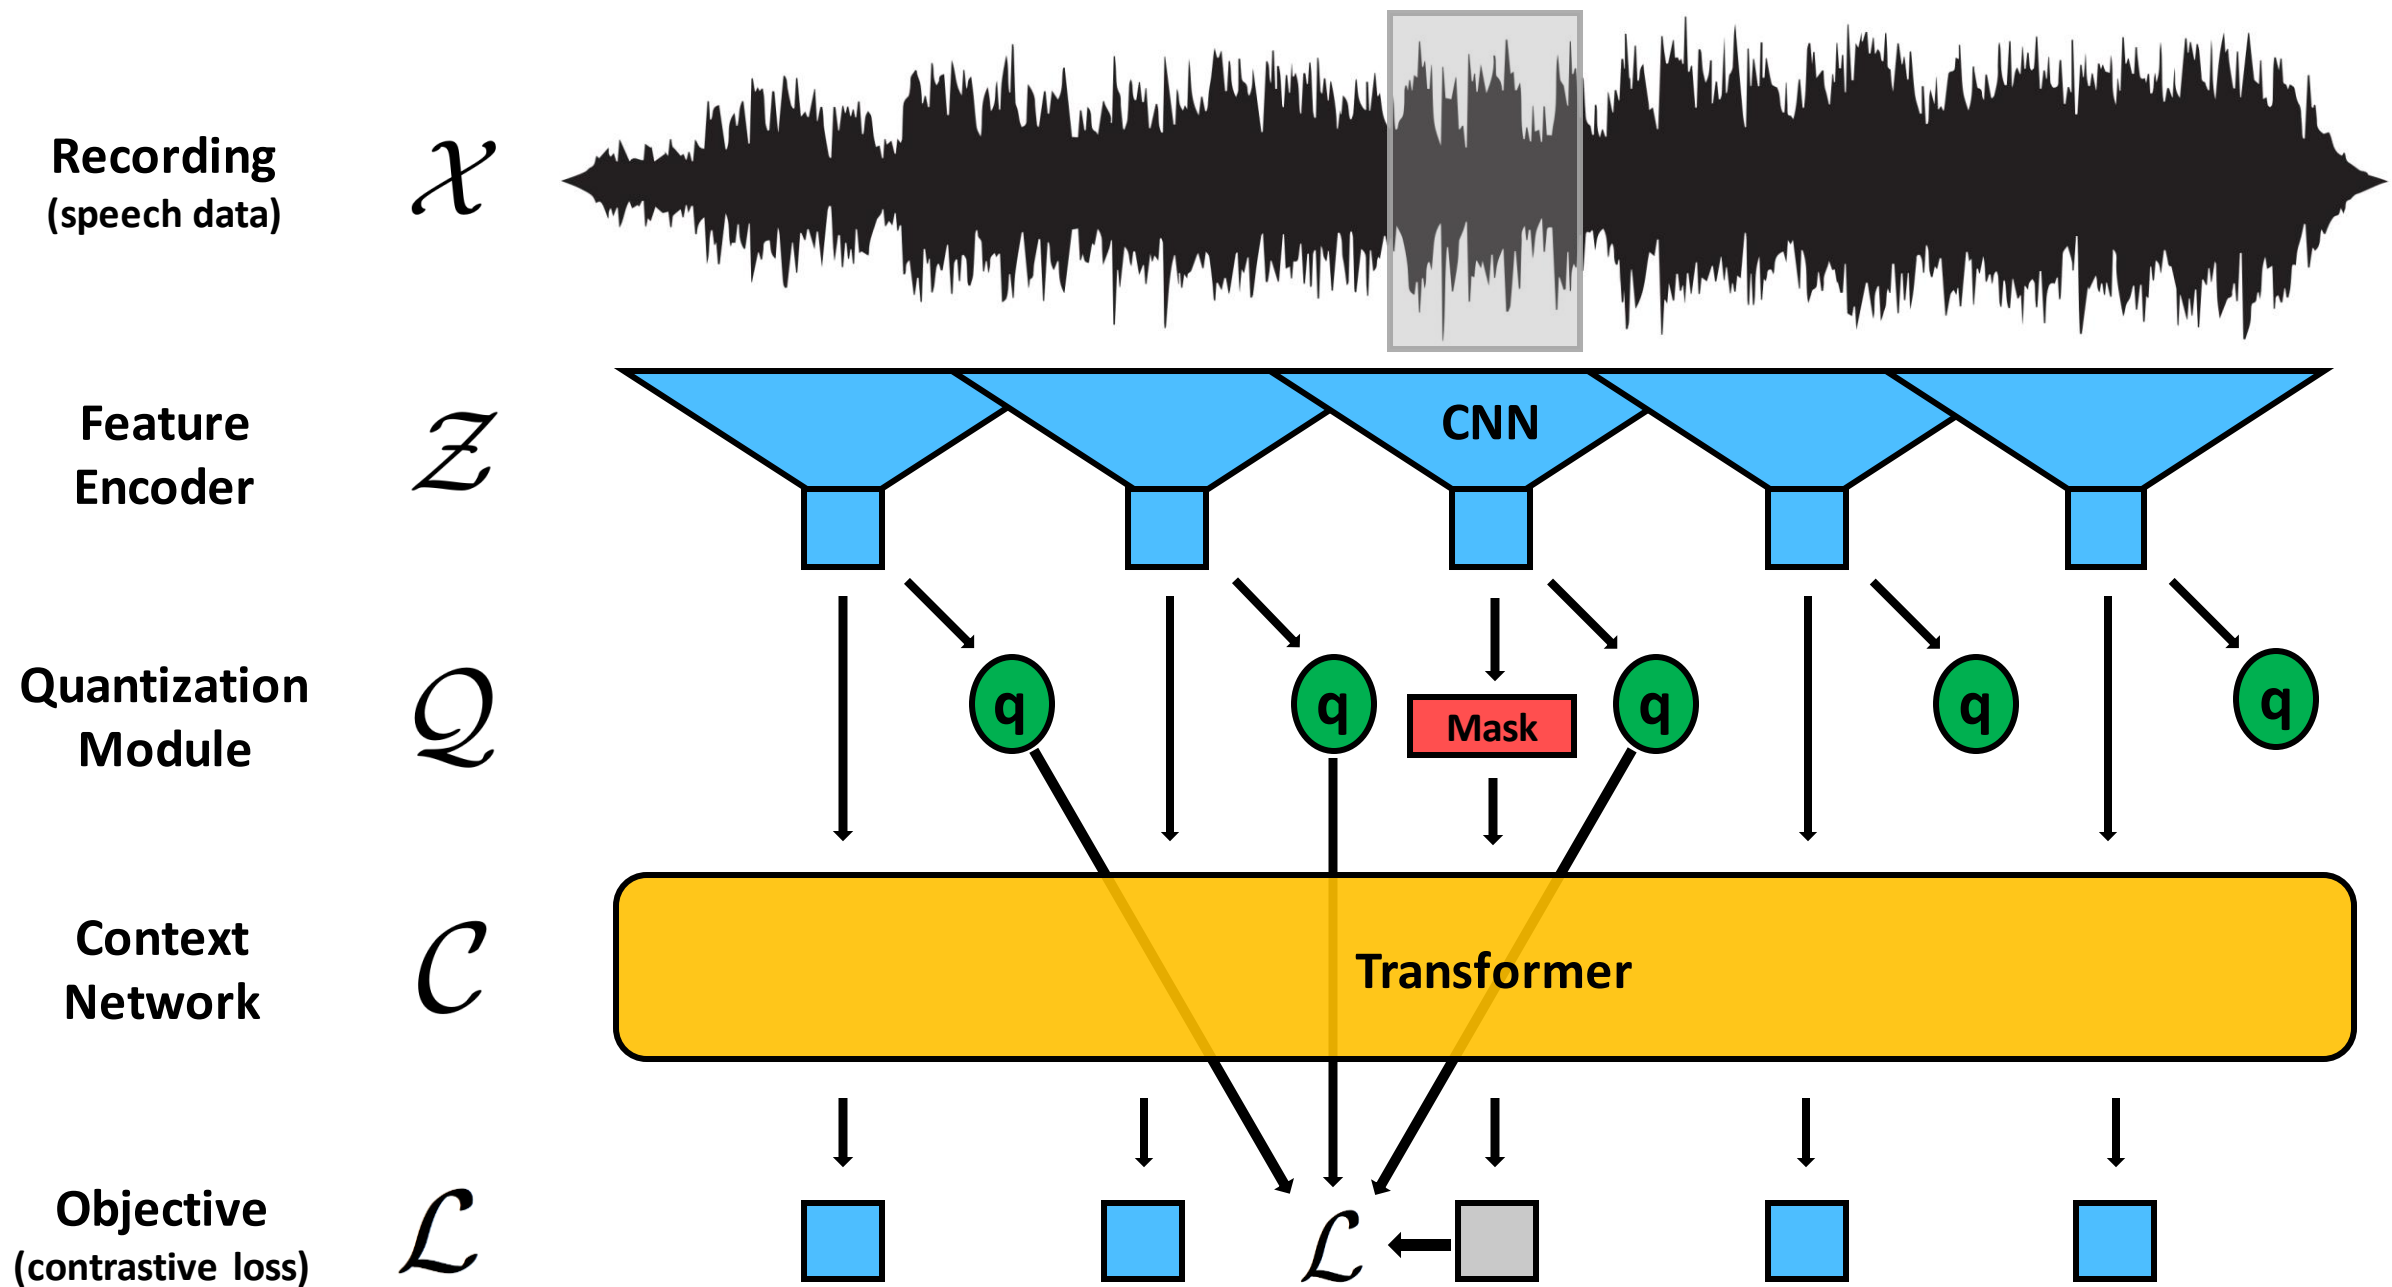 Recording
(speech data)
𝒳
Feature
Encoder
𝒵
CNN
Quantization
Module
𝒬
q
q
Mask
q
q
q
Context
Network
𝒞
Transformer
Objective
(contrastive loss)
ℒ
ℒ